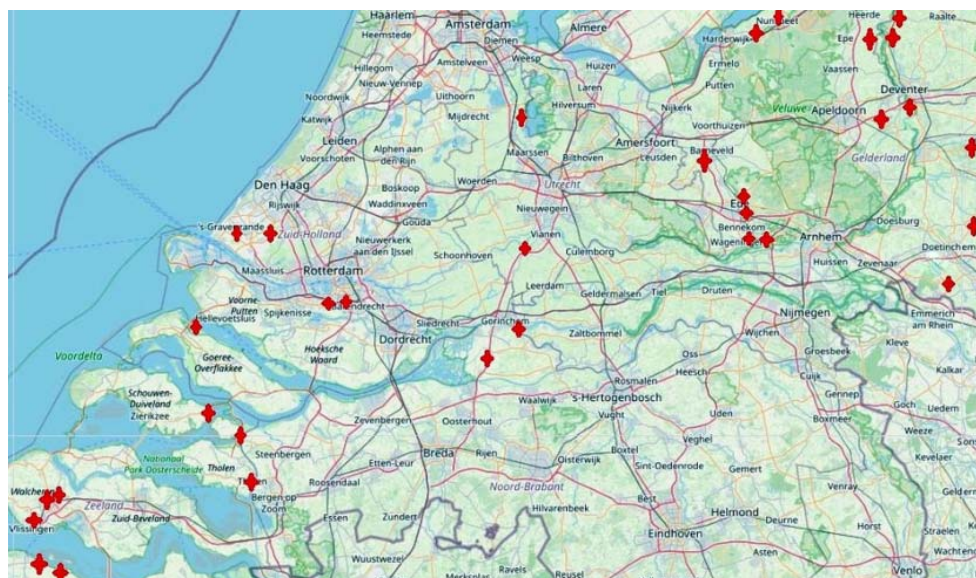 Haarlem
Amsterdam
Nunspeet
Heerde
Raalte
Heemstede
Diemen
Almere
Harderwijk
Epe
Amstelveen
Weesp
Hillegom
Huizen
Ermelo
Vaassen
Nieuw-Vennep
Laren
Putten
Deventer
Noordwijk
Uithoorn
Hilversum
Nijkerk
Veluwe
Apeldoorn
Katwijk
Mijdrecht
Voorthuizen
Leiden
Amersfoort
Voorschoten
Alphen aan
den Rijn
Maarssen
Bilthoven
Leusden
Barneveld
Gelderland
Den Haag
Boskoop
Woerden
Utrecht
Rijswijk
Waddinxveen
Ede
's-Gravenzande
Zuid-Holland
Gouda
Nieuwegein
Bennekom
Doesburg
Nieuwerkerk
aan den IJssel
Vianen
Wageningen
Arnhem
Doetinchem
Maassluis
Rotterdam
Schoonhoven
Culemborg
Huissen
Zevenaar
Voorne-
Putten
Spijkenisse
Barendrecht
Leerdam
Geldermalsen
Tiel
Druten
Emmerich
am Rhein
Hellevoetsluis
Sliedrecht
Gorinchem
Nijmegen
Hoeksche
Waard
Dordrecht
Zaltbommel
Wijchen
Groesbeek
Kleve
Voordelta
Goeree-
Overflakkee
Oss
Heesch
Cuijk
Kalkar
Schouwen-
Duiveland
Zierikzee
Rosmalen
's-Hertogenbosch
Waalwijk
Gennep
Goch
Uedem
Zevenbergen
Oosterhout
Vught
Uden
Boxmeer
Weeze
Nationaal
Park Oosterschelde
Tholen
Steenbergen
Breda
Rijen
Oisterwijk
Boxtel
Veghel
Kevelaer
Etten-Leur
Sint-Oedenrode
Gemert
Tholen
Roosendaal
Noord-Brabant
Venray
Walcheren
Bergen op
Zoom
Zeeland
Zuid-Beveland
Essen
Zundert
Hilvarenbeek
Best
Helmond
Vlissingen
Deurne
Horst
Straelen
Eindhoven
Wuustwezel
Asten
Merksplas
Ravels
Reusel
Venlo